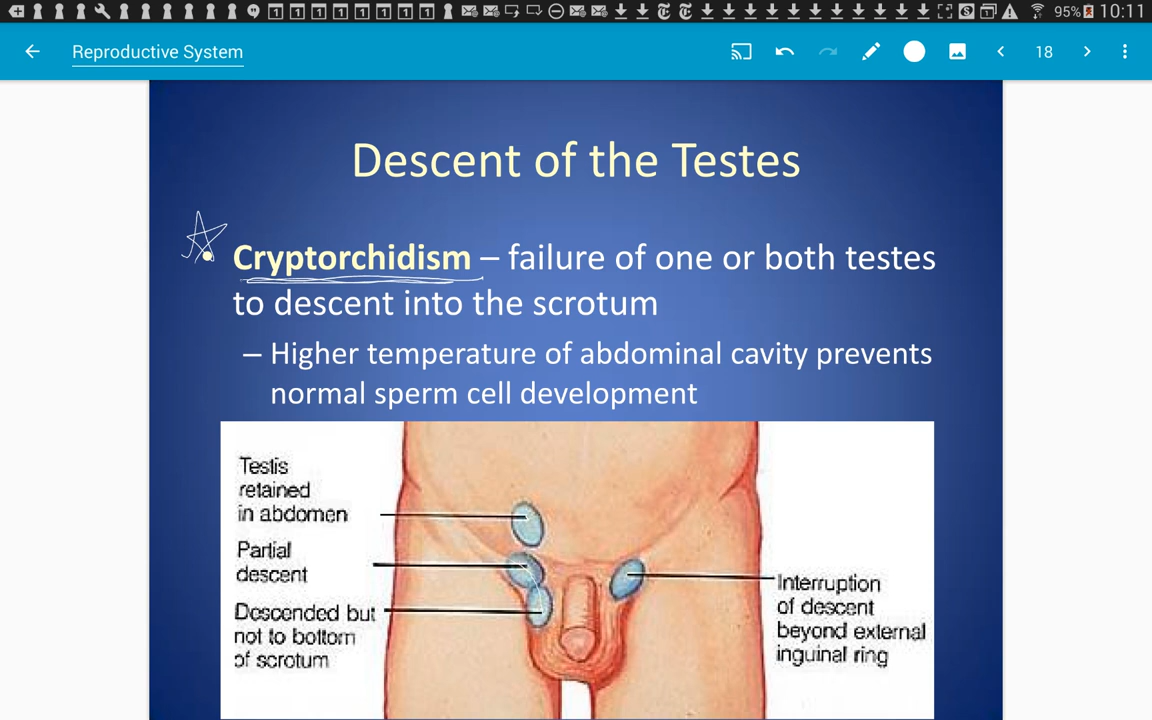 95% 10:11
Reproductive System
18
Descent of the Testes
Cryptorchidism – failure of one or both testes
to descent into the scrotum
– Higher temperature of abdominal cavity prevents
normal sperm cell development
Testis
retained
in abdomen
Partial
descent
Descended but
not to bottom
of scrotum
Interruption
of descent
beyond external
inguinal ring